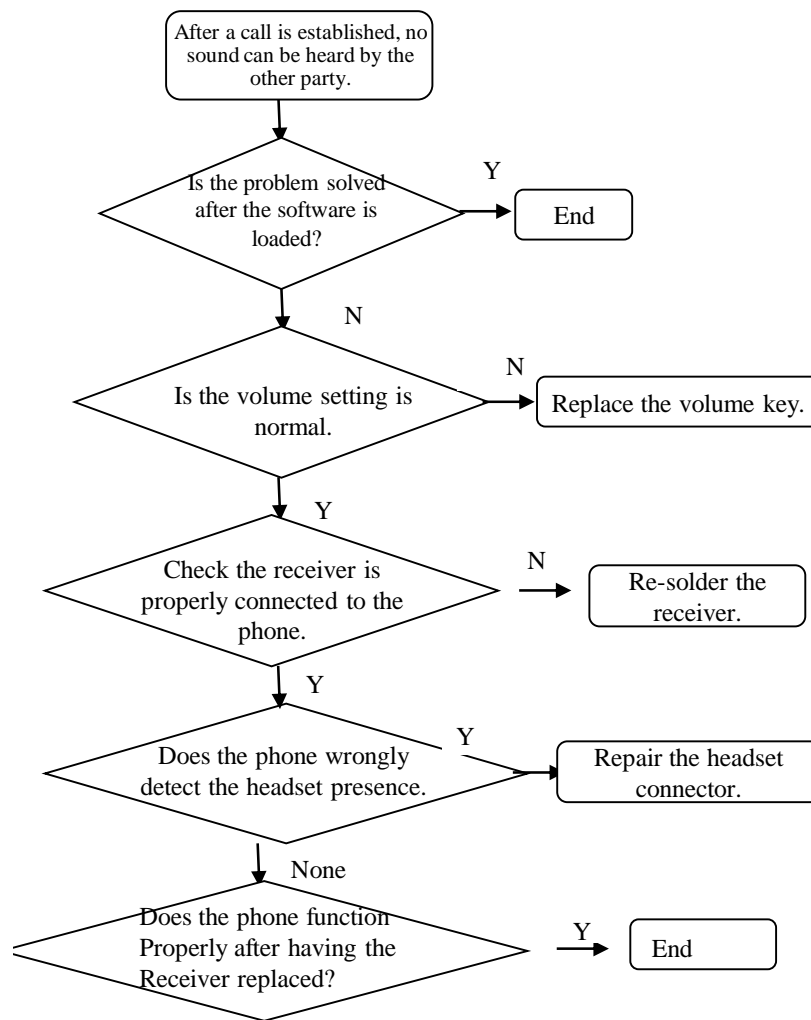 After a call is established, no
sound can be heard by the
other party.
Is the problem solved
after the software is
loaded?
Y
End
N
Is the volume setting is
normal.
N
Replace the volume key.
Y
Check the receiver is
properly connected to the
phone.
N
Re-solder the
receiver.
Y
Does the phone wrongly
detect the headset presence.
Y
Repair the headset
connector.
None
Does the phone function
Properly after having the
Receiver replaced?
Y
End